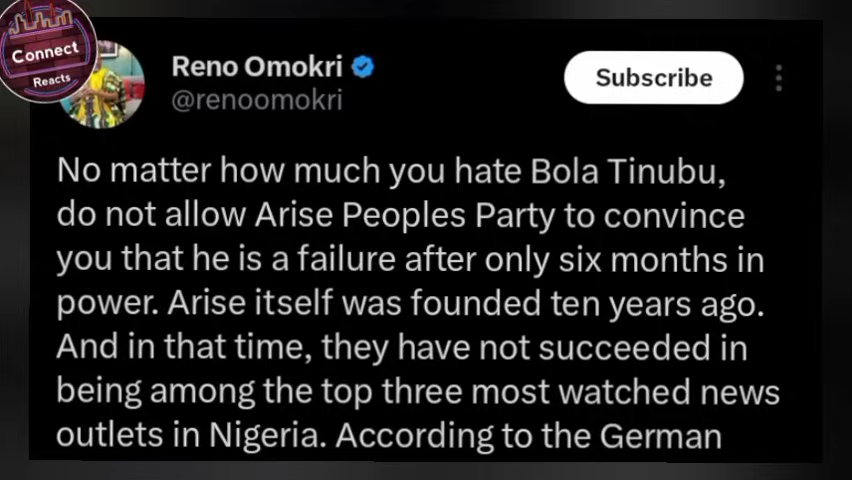 Connect
Reacts
Reno Omokri
@renoomokri
Subscribe
No matter how much you hate Bola Tinubu,
do not allow Arise Peoples Party to convince
you that he is a failure after only six months in
power. Arise itself was founded ten years ago.
And in that time, they have not succeeded in
being among the top three most watched news
outlets in Nigeria. According to the German